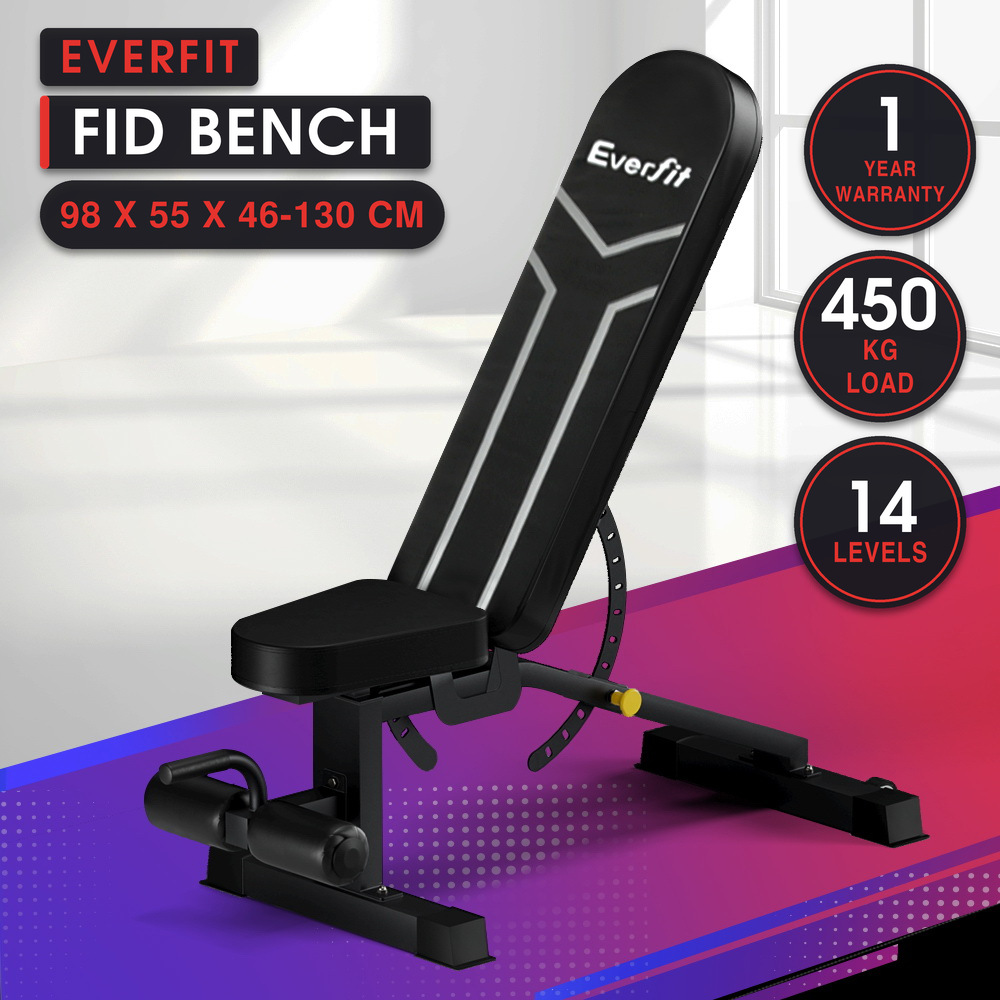 EVERFIT
FID BENCH
98 X 55 X 46-130 CM
Everfit
1
YEAR
WARRANTY
450
KG
LOAD
14
LEVELS